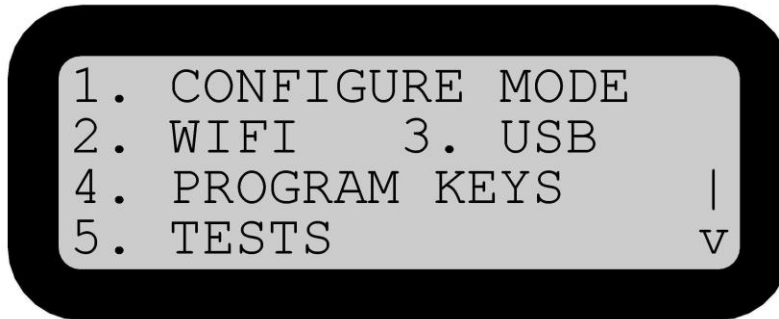 1. CONFIGURE MODE
2. WIFI   3. USB
4. PROGRAM KEYS     |
5. TESTS            v